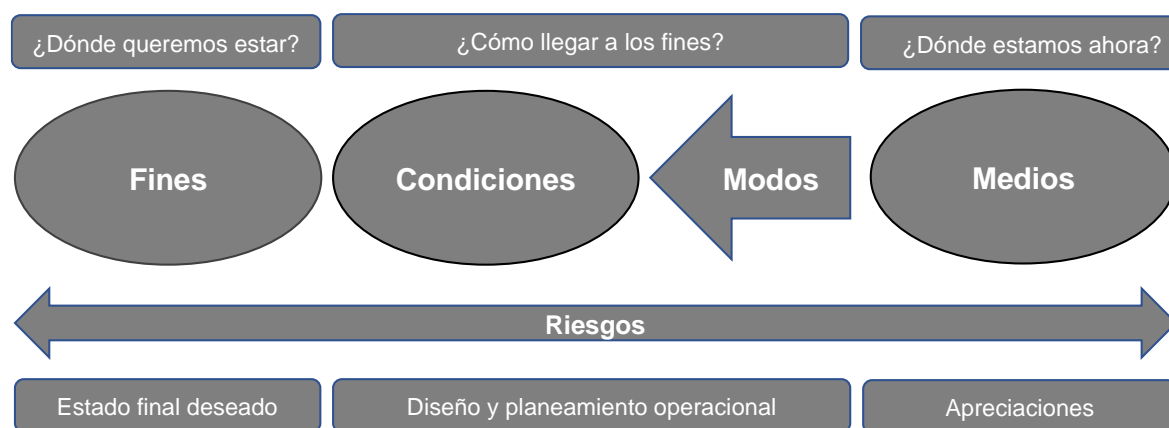 ¿Dónde queremos estar?
¿Cómo llegar a los fines?
¿Dónde estamos ahora?
Fines
Condiciones
Modos
Medios
Riesgos
Estado final deseado
Diseño y planeamiento operacional
Apreciaciones